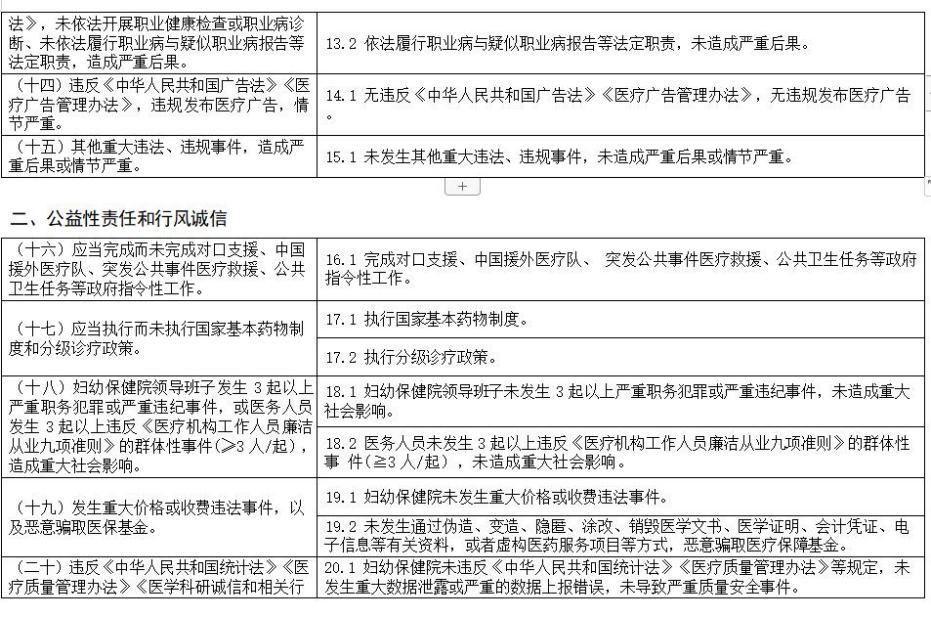 法》，未依法开展职业健康检查或职业病诊
断、未依法履行职业病与疑似职业病报告等
法定职责，造成严重后果。
13.2 依法履行职业病与疑似职业病报告等法定职责，未造成严重后果。
（十四）违反《中华人民共和国广告法》《医
疗广告管理办法》，违规发布医疗广告，情
节严重。
14.1 无违反《中华人民共和国广告法》《医疗广告管理办法》，无违规发布医疗广告
。
（十五）其他重大违法、违规事件，造成严
重后果或情节严重。
15.1 未发生其他重大违法、违规事件，未造成严重后果或情节严重。
二、公益性责任和行风诚信
（十六）应当完成而未完成对口支援、中国
援外医疗队、突发公共事件医疗救援、公共
卫生任务等政府指令性工作。
16.1 完成对口支援、中国援外医疗队、 突发公共事件医疗救援、公共卫生任务等政府
指令性工作。
（十七）应当执行而未执行国家基本药物制
度和分级诊疗政策。
17.1 执行国家基本药物制度。
17.2 执行分级诊疗政策。
（十八）妇幼保健院领导班子发生 3 起以上
严重职务犯罪或严重违纪事件，或医务人员
发生 3 起以上违反《医疗机构工作人员廉洁
从业九项准则》的群体性事件(≥3 人/起)，
造成重大社会影响。
18.1 妇幼保健院领导班子未发生 3 起以上严重职务犯罪或严重违纪事件，未造成重大
社会影响。
18.2 医务人员未发生 3 起以上违反《医疗机构工作人员廉洁从业九项准则》的群体性
事 件(≧3 人/起) ，未造成重大社会影响。
（十九）发生重大价格或收费违法事件，以
及恶意骗取医保基金。
19.1 妇幼保健院未发生重大价格或收费违法事件。
19.2 未发生通过伪造、变造、隐匿、涂改、销毁医学文书、医学证明、会计凭证、电
子信息等有关资料，或者虚构医药服务项目等方式，恶意骗取医疗保障基金。
（二十）违反《中华人民共和国统计法》《医
疗质量管理办法》《医学科研诚信和相关行
20.1 妇幼保健院未违反《中华人民共和国统计法》《医疗质量管理办法》等规定，未
发生重大数据泄露或严重的数据上报错误，未导致严重质量安全事件。